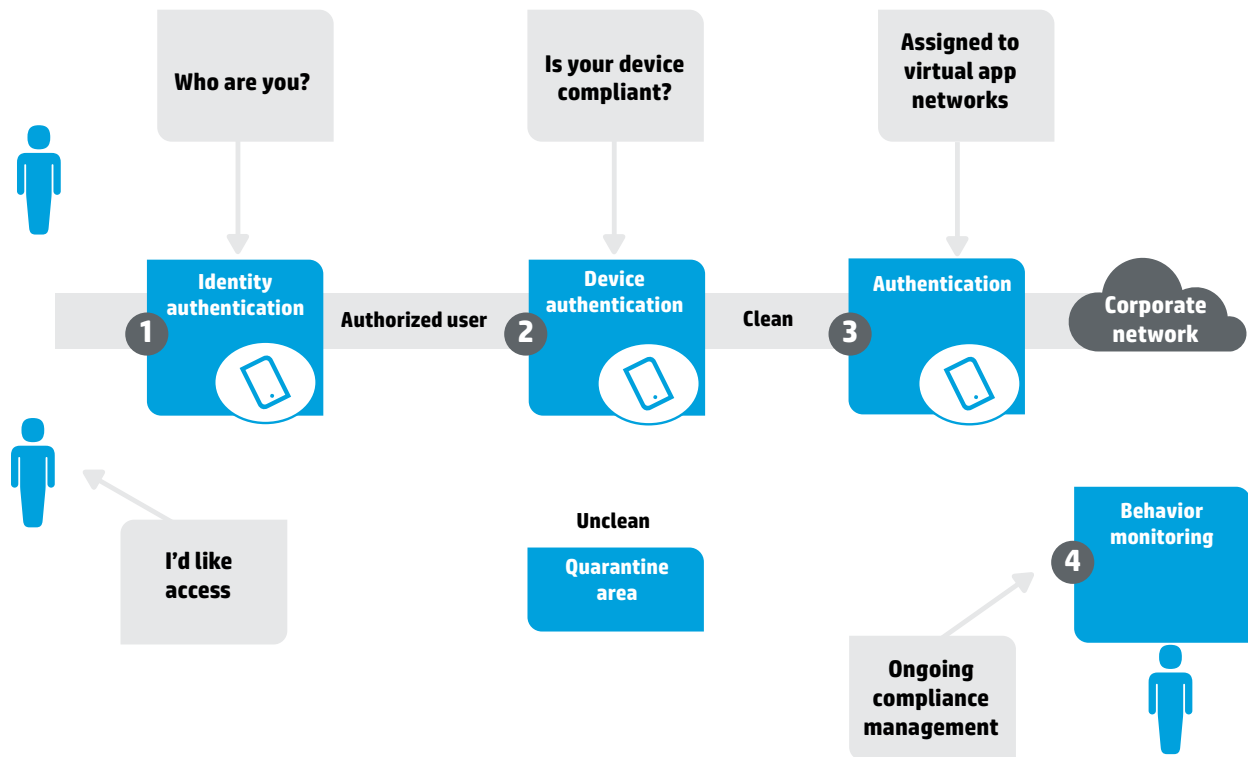 Who are you?
Is your device
compliant?
Assigned to
virtual app
networks
Identity
authentication
1
Authorized user
Device
authentication
2
Clean
Authentication
3
Corporate
network
I’d like
access
Unclean
Quarantine
area
Behavior
monitoring
4
Ongoing
compliance
management